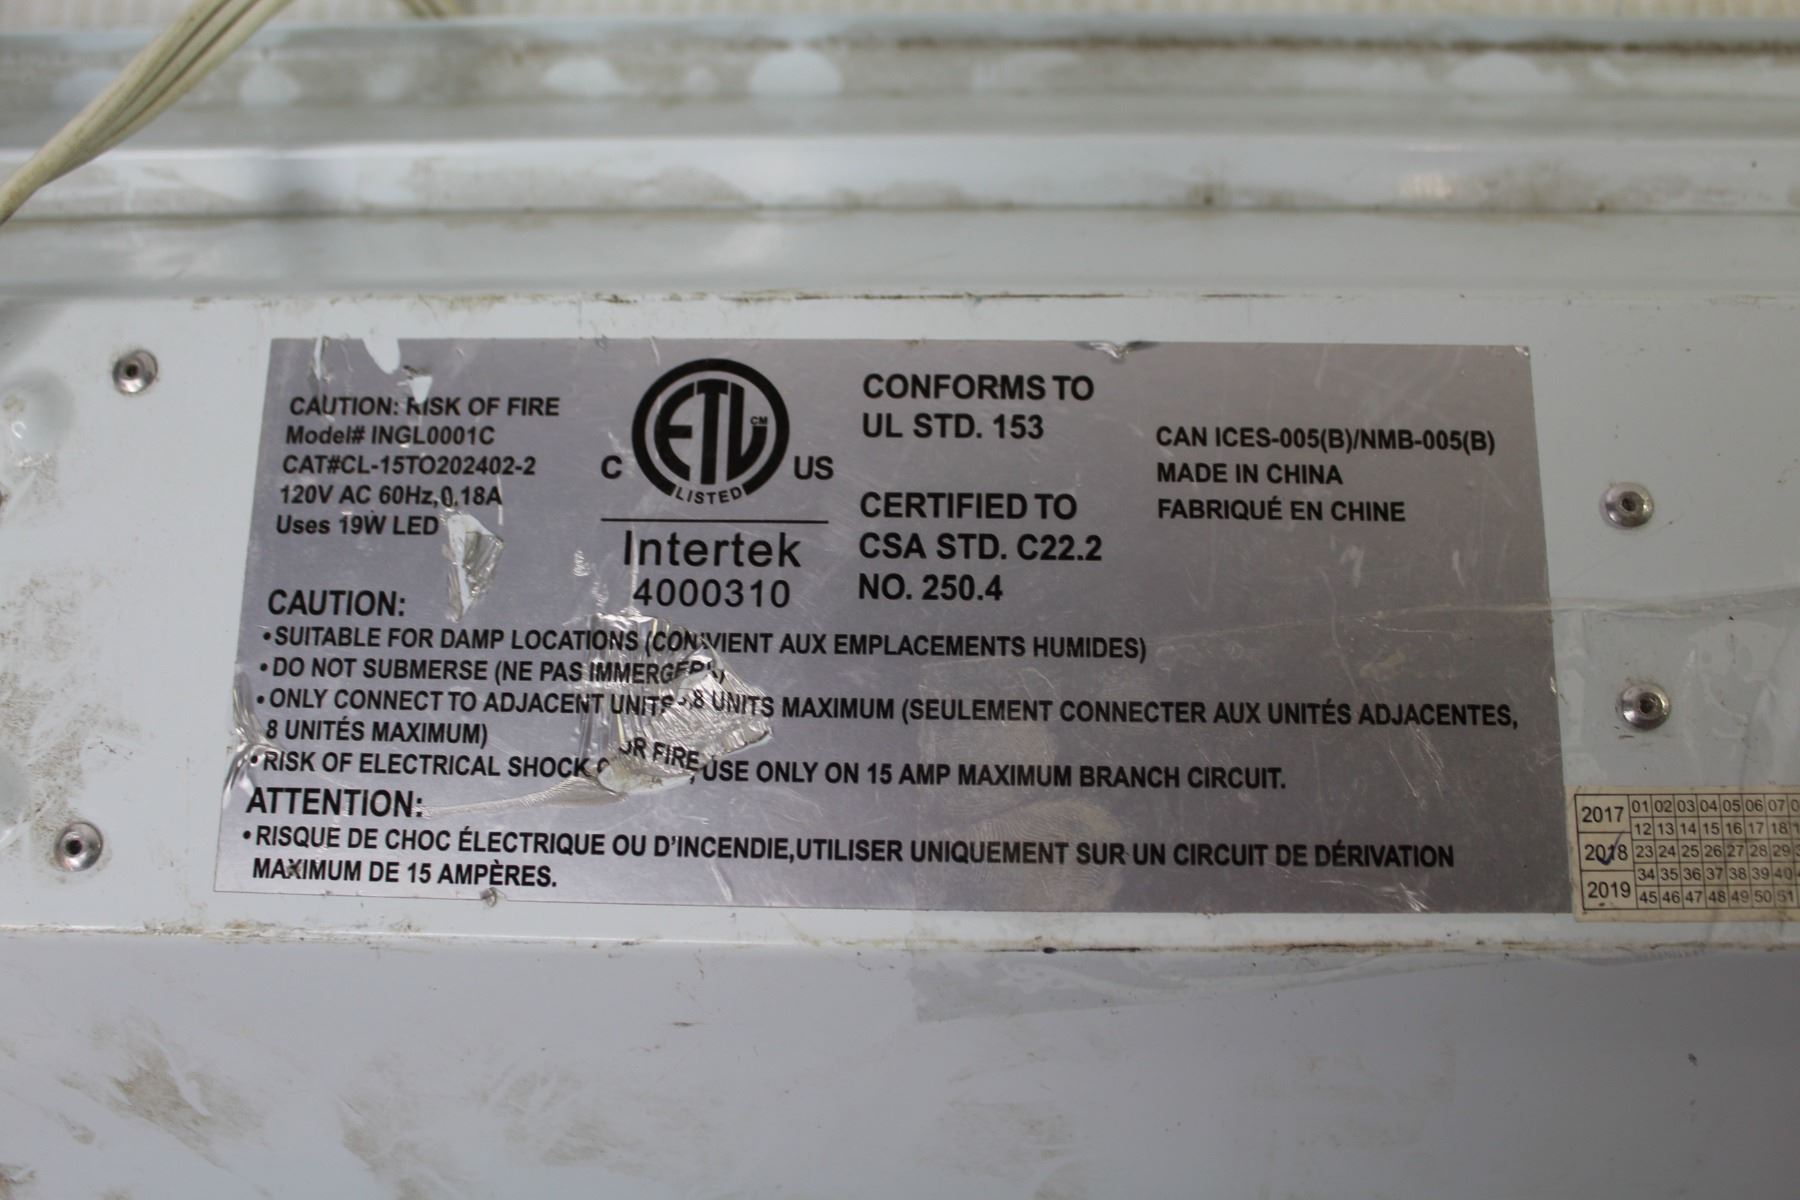 CAUTION: RISK OF FIRE
Model# INGL0001C
CAT#CL-15TO202402-2
120V AC 60Hz, 0.18A
Uses 19W LED
ETL CM
LISTED
C US
Intertek
4000310
CONFORMS TO
UL STD. 153
CERTIFIED TO
CSA STD. C22.2
NO. 250.4
CAN ICES-005(B)/NMB-005(B)
MADE IN CHINA
FABRIQUÉ EN CHINE
CAUTION:
•SUITABLE FOR DAMP LOCATIONS (CONVIENT AUX EMPLACEMENTS HUMIDES)
•DO NOT SUBMERSE (NE PAS IMMERGER)
•ONLY CONNECT TO ADJACENT UNITS 8 UNITS MAXIMUM (SEULEMENT CONNECTER AUX UNITÉS ADJACENTES,
8 UNITÉS MAXIMUM)
•RISK OF ELECTRICAL SHOCK OR FIRE, USE ONLY ON 15 AMP MAXIMUM BRANCH CIRCUIT.
ATTENTION:
•RISQUE DE CHOC ÉLECTRIQUE OU D'INCENDIE,UTILISER UNIQUEMENT SUR UN CIRCUIT DE DÉRIVATION
MAXIMUM DE 15 AMPÈRES.
2017 01 02 03 04 05 06 07
12 13 14 15 16 17 18
2018 23 24 25 26 27 28 29
34 35 36 37 38 39 40
2019 45 46 47 48 49 50 51